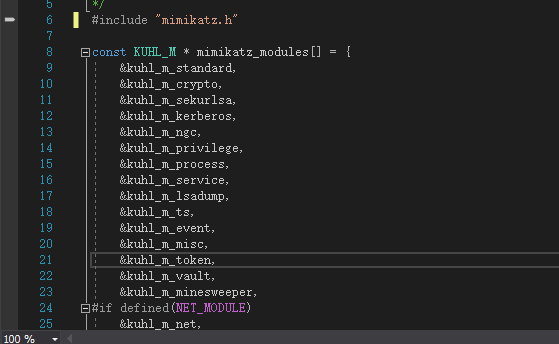 5 */
6 #include "mimikatz.h"
7
8 const KUHL_M * mimikatz_modules[] = {
9 &kuhl_m_standard,
10 &kuhl_m_crypto,
11 &kuhl_m_sekurlsa,
12 &kuhl_m_kerberos,
13 &kuhl_m_ngc,
14 &kuhl_m_privilege,
15 &kuhl_m_process,
16 &kuhl_m_service,
17 &kuhl_m_lsadump,
18 &kuhl_m_ts,
19 &kuhl_m_event,
20 &kuhl_m_misc,
21 &kuhl_m_token,
22 &kuhl_m_vault,
23 &kuhl_m_minesweeper,
24 #if defined(NET_MODULE)
25 &kuhl_m_net,
100 %